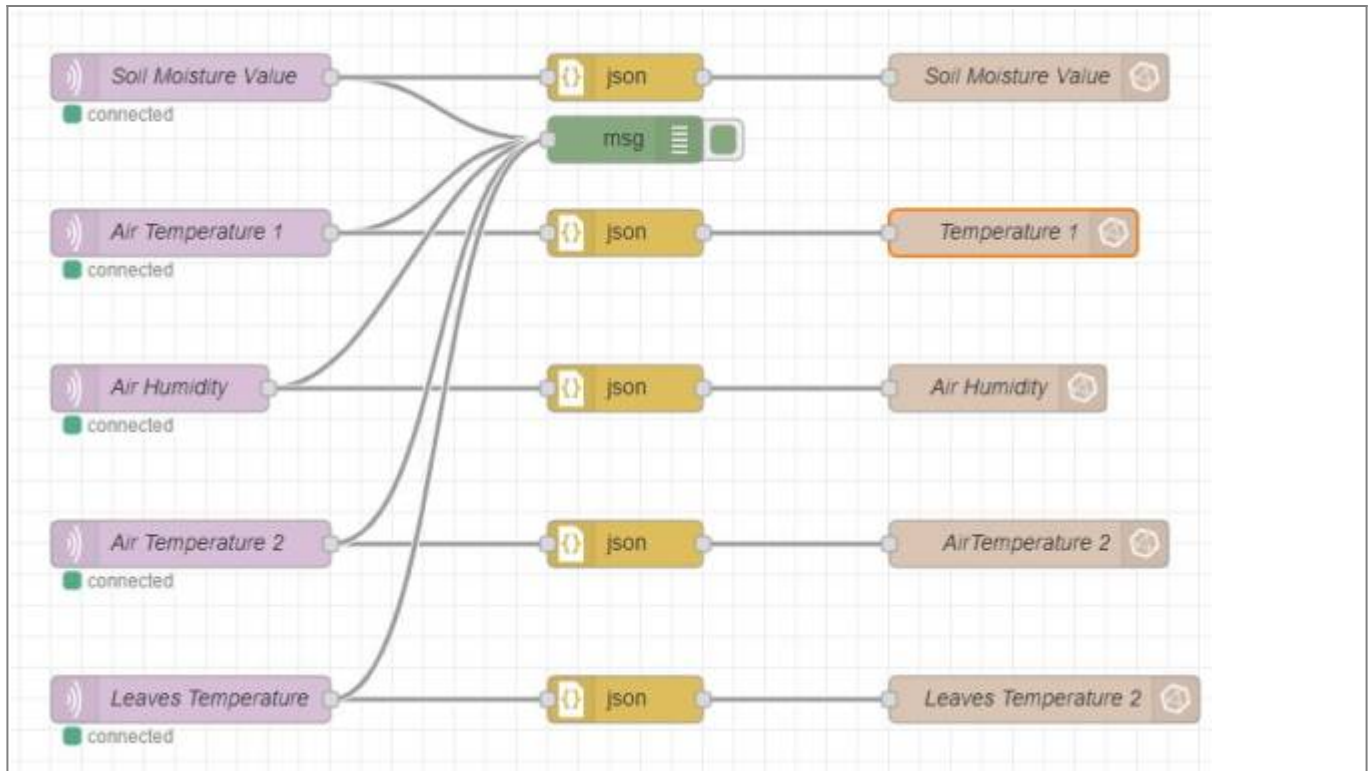 Soil Moisture Value
json
Soil Moisture Value
connected
msg
Air Temperature 1
json
Temperature 1
connected
Air Humidity
json
Air Humidity
connected
Air Temperature 2
json
AirTemperature 2
connected
Leaves Temperature
json
Leaves Temperature 2
connected